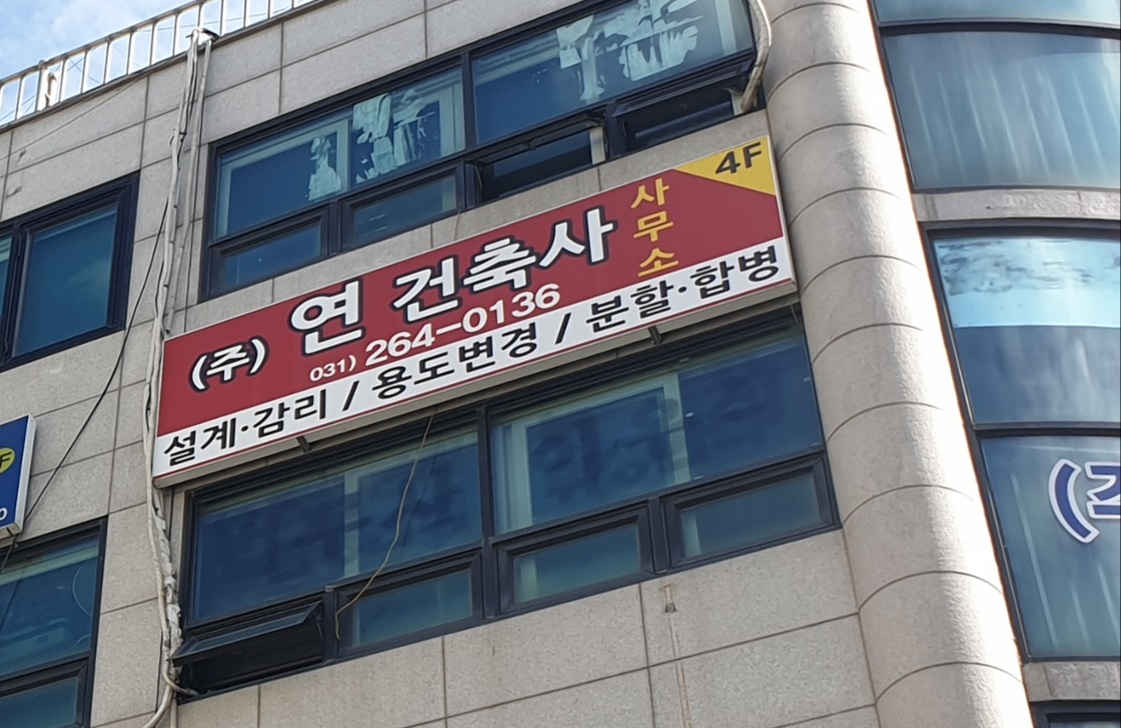 4F
(주) 연 건축사 사무소
031) 264-0136
설계·감리 / 용도변경 / 분할·합병